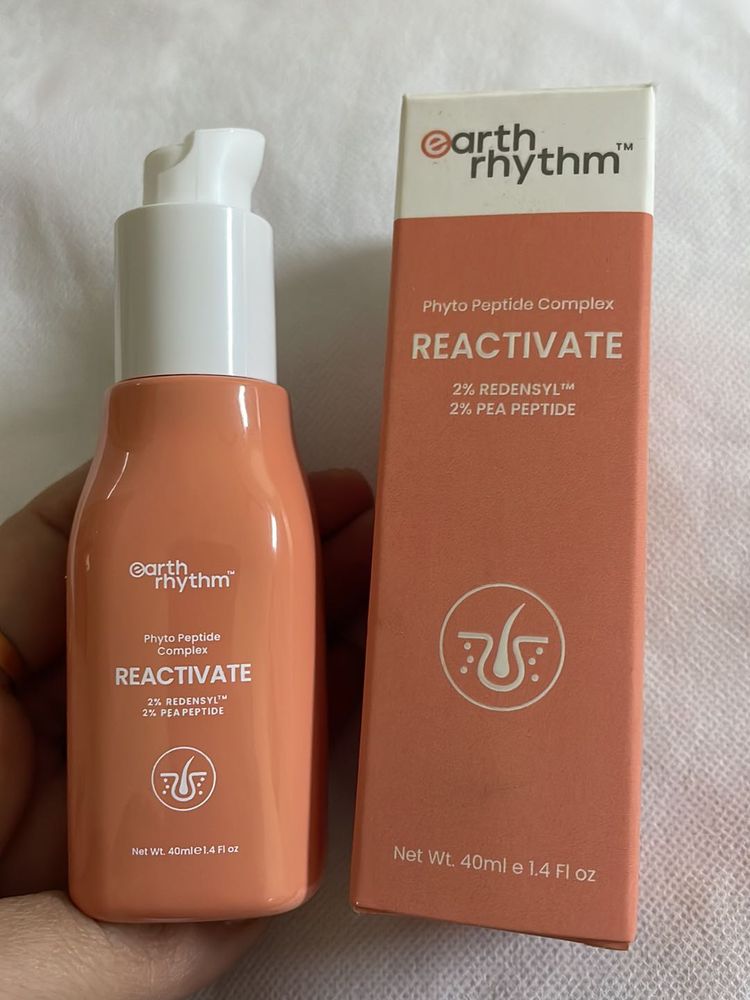 earth
rhythm™
Phyto Peptide
Complex
REACTIVATE
2% REDENSYL™
2% PEA PEPTIDE
Net Wt. 40ml e 1.4 Fl oz
earth
rhythm™
Phyto Peptide Complex
REACTIVATE
2% REDENSYL™
2% PEA PEPTIDE
Net Wt. 40ml e 1.4 Fl oz